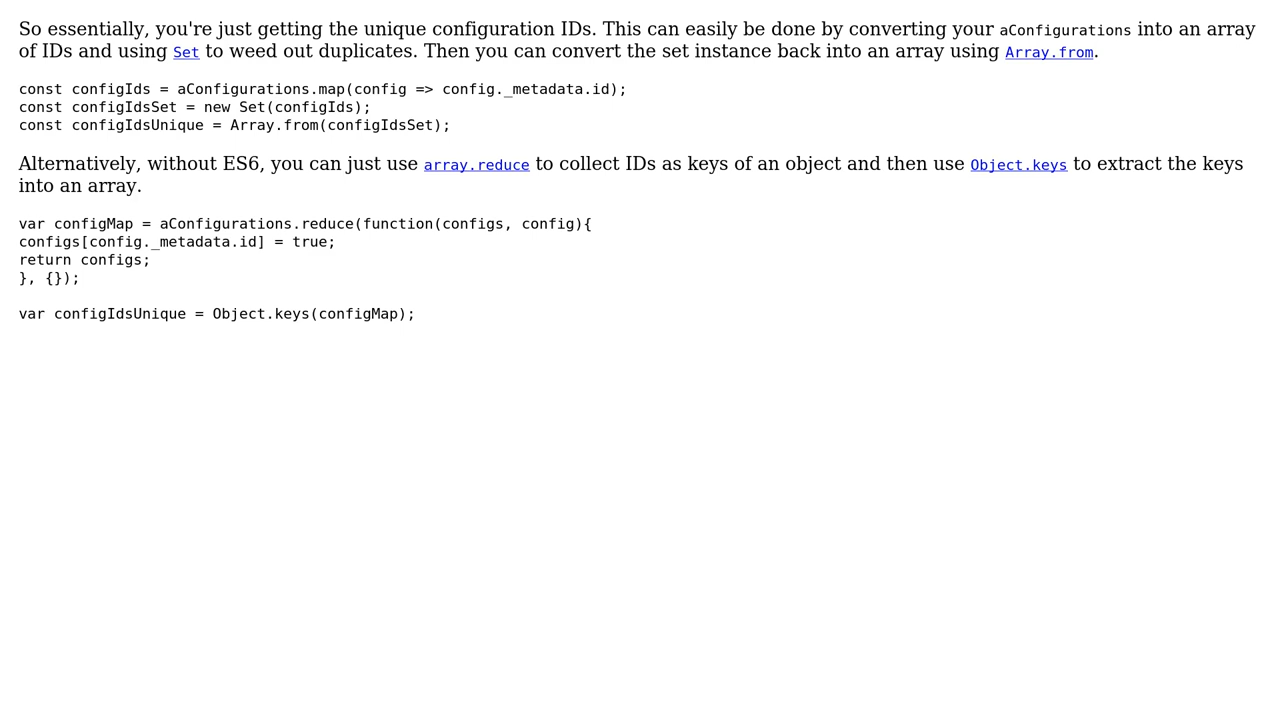 So essentially, you're just getting the unique configuration IDs. This can easily be done by converting your aConfigurations into an array
of IDs and using Set to weed out duplicates. Then you can convert the set instance back into an array using Array.from.
const configIds = aConfigurations.map(config => config._metadata.id);
const configIdsSet = new Set(configIds);
const configIdsUnique = Array.from(configIdsSet);
Alternatively, without ES6, you can just use array.reduce to collect IDs as keys of an object and then use Object.keys to extract the keys
into an array.
var configMap = aConfigurations.reduce(function(configs, config){
configs[config._metadata.id] = true;
return configs;
}, {});
var configIdsUnique = Object.keys(configMap);